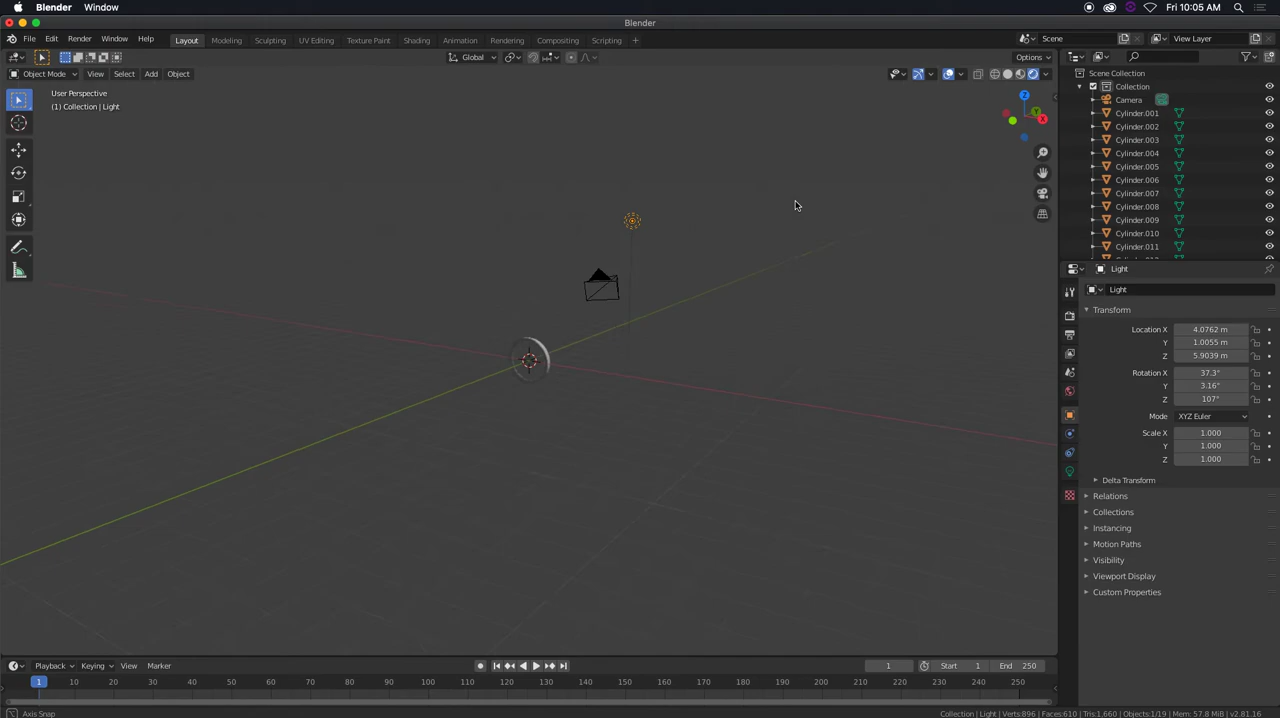 Blender Window Fri 10:05 AM
Blender
File Edit Render Window Help Layout Modeling Sculpting UV Editing Texture Paint Shading Animation Rendering Compositing Scripting + Scene View Layer
Global Options
Object Mode View Select Add Object
User Perspective
(1) Collection | Light
Z
Y
X
Scene Collection
Collection
Camera
Cylinder.001
Cylinder.002
Cylinder.003
Cylinder.004
Cylinder.005
Cylinder.006
Cylinder.007
Cylinder.008
Cylinder.009
Cylinder.010
Cylinder.011
Light
Light
Transform
Location X 4.0762 m
Y 1.0055 m
Z 5.9039 m
Rotation X 37.3°
Y 3.16°
Z 107°
Mode XYZ Euler
Scale X 1.000
Y 1.000
Z 1.000
Delta Transform
Relations
Collections
Instancing
Motion Paths
Visibility
Viewport Display
Custom Properties
Playback Keying View Marker 1 Start 1 End 250
1 10 20 30 40 50 60 70 80 90 100 110 120 130 140 150 160 170 180 190 200 210 220 230 240 250
Axis Snap Collection | Light | Verts:896 | Faces:610 | Tris:1,660 | Objects:1/19 | Mem: 57.8 MiB | v2.81.16